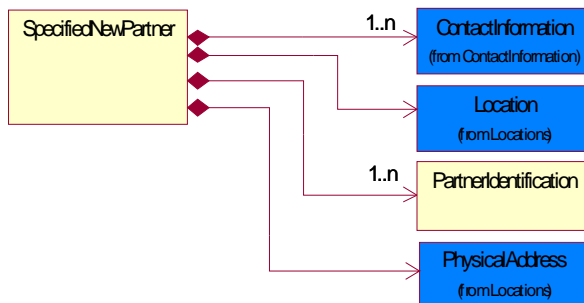 SpecifiedNewPartner
1..n
ContactInformation
(from ContactInformation)
Location
(from Locations)
1..n
PartnerIdentification
PhysicalAddress
(from Locations)